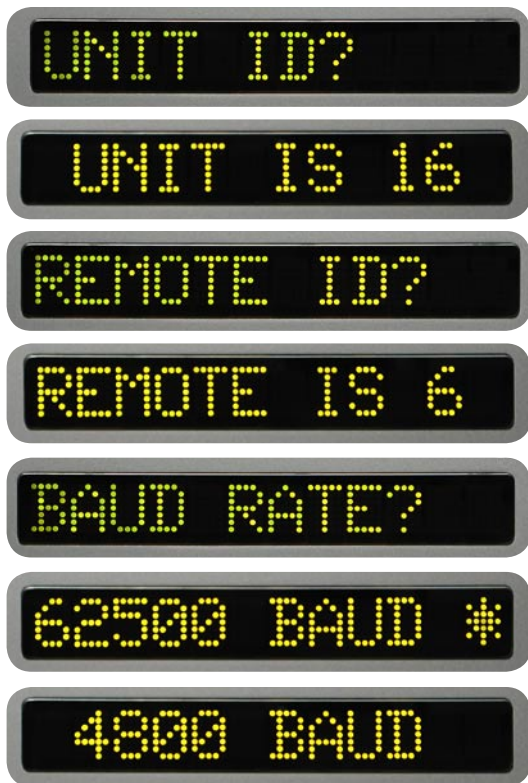 UNIT ID?
UNIT IS 16
REMOTE ID?
REMOTE IS 6
BAUD RATE?
62500 BAUD *
4800 BAUD